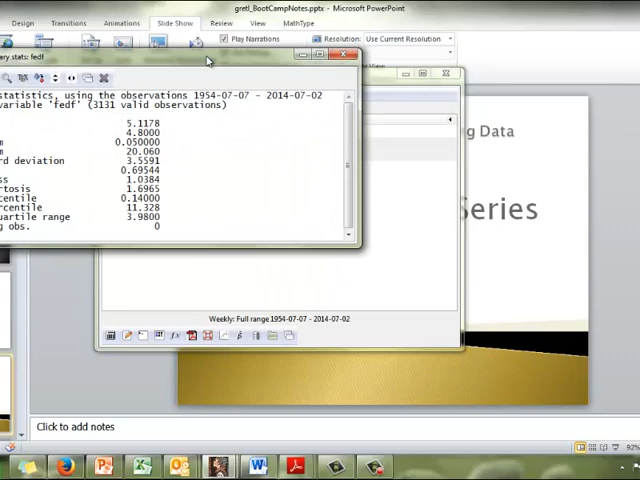 gretl_BootCampNotes.pptx - Microsoft PowerPoint
Design Transitions Animations Slide Show Review View MathType
Play Narrations
Resolution: Use Current Resolution
ary stats: fedf
statistics, using the observations 1954-07-07 - 2014-07-02
variable 'fedf' (3131 valid observations)
5.1178
4.8000
m 0.050000
m 20.060
rd deviation 3.5591
0.69544
ss 1.0384
rtosis 1.6965
centile 0.14000
rcentile 11.328
uartile range 3.9800
g obs. 0
g Data
Series
Weekly: Full range 1954-07-07 - 2014-07-02
Click to add notes
92%